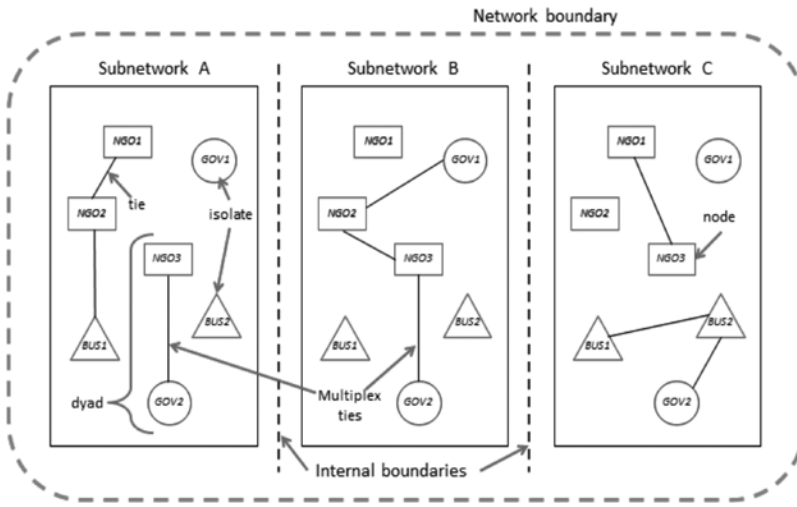 Network boundary
Subnetwork A
Subnetwork B
Subnetwork C
NGO1
GOV1
tie
isolate
NGO2
NGO3
BUS1
BUS2
dyad
GOV2
NGO1
GOV1
NGO2
NGO3
BUS1
BUS2
Multiplex
ties
GOV2
NGO1
GOV1
NGO2
node
NGO3
BUS1
BUS2
GOV2
Internal boundaries